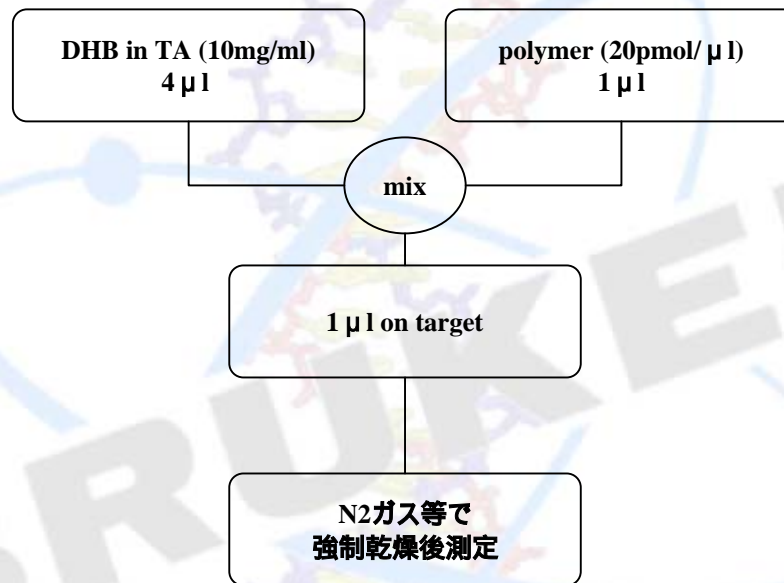 DHB in TA (10mg/ml)
4μl
polymer (20pmol/μl)
1μl
mix
1μl on target
N2ガス等で
強制乾燥後測定
BRUKE